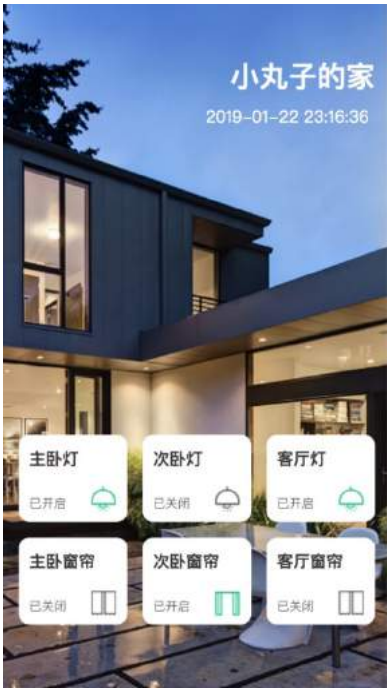 小丸子的家
2019-01-22 23:16:36
主卧灯 次卧灯 客厅灯
已开启 已关闭 已开启
主卧窗帘 次卧窗帘 客厅窗帘
已关闭 已开启 已关闭